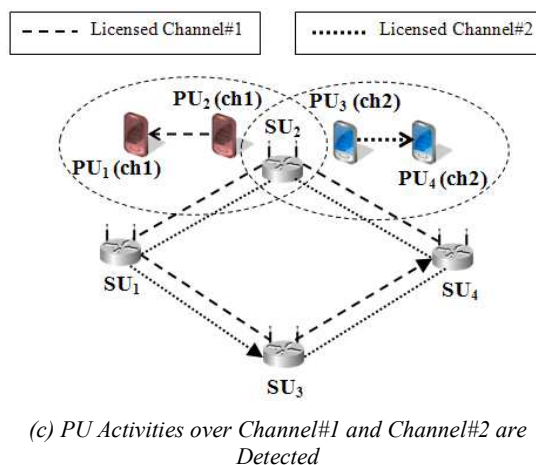 Licensed Channel#1
Licensed Channel#2
PU₂ (ch1)
PU₃ (ch2)
SU₂
PU₁ (ch1)
PU₄ (ch2)
SU₁
SU₄
SU₃
(c) PU Activities over Channel#1 and Channel#2 are
Detected